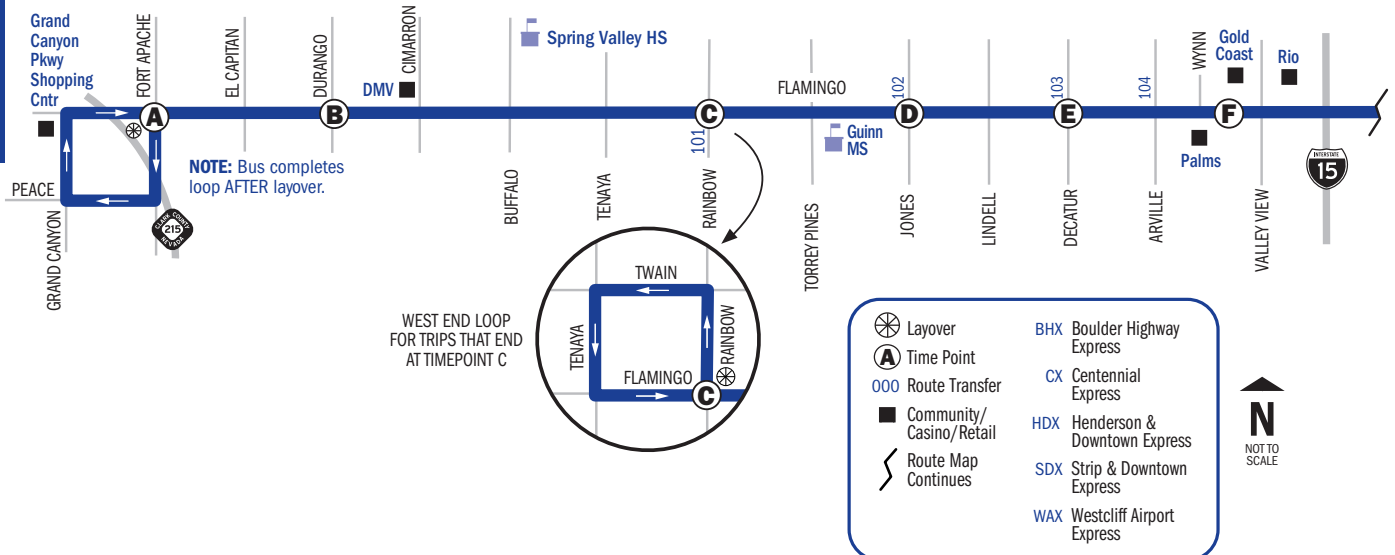 Grand
Canyon
Pkwy
Shopping
Cntr
FORT APACHE
EL CAPITAN
DURANGO
DMV
CIMARRON
Spring Valley HS
FLAMINGO
102
103
104
WYNN
Gold
Coast
Rio
A
B
C
D
E
F
101
Guinn
MS
Palms
INTERSTATE
15
NOTE: Bus completes
loop AFTER layover.
PEACE
GRAND CANYON
CLARK COUNTY
215
NEVADA
BUFFALO
TENAYA
RAINBOW
TORREY PINES
JONES
LINDELL
DECATUR
ARVILLE
VALLEY VIEW
WEST END LOOP
FOR TRIPS THAT END
AT TIMEPOINT C
TWAIN
TENAYA
RAINBOW
FLAMINGO
C
Layover
A Time Point
000 Route Transfer
Community/
Casino/Retail
Route Map
Continues
BHX Boulder Highway
Express
CX Centennial
Express
HDX Henderson &
Downtown Express
SDX Strip & Downtown
Express
WAX Westcliff Airport
Express
N
NOT TO
SCALE